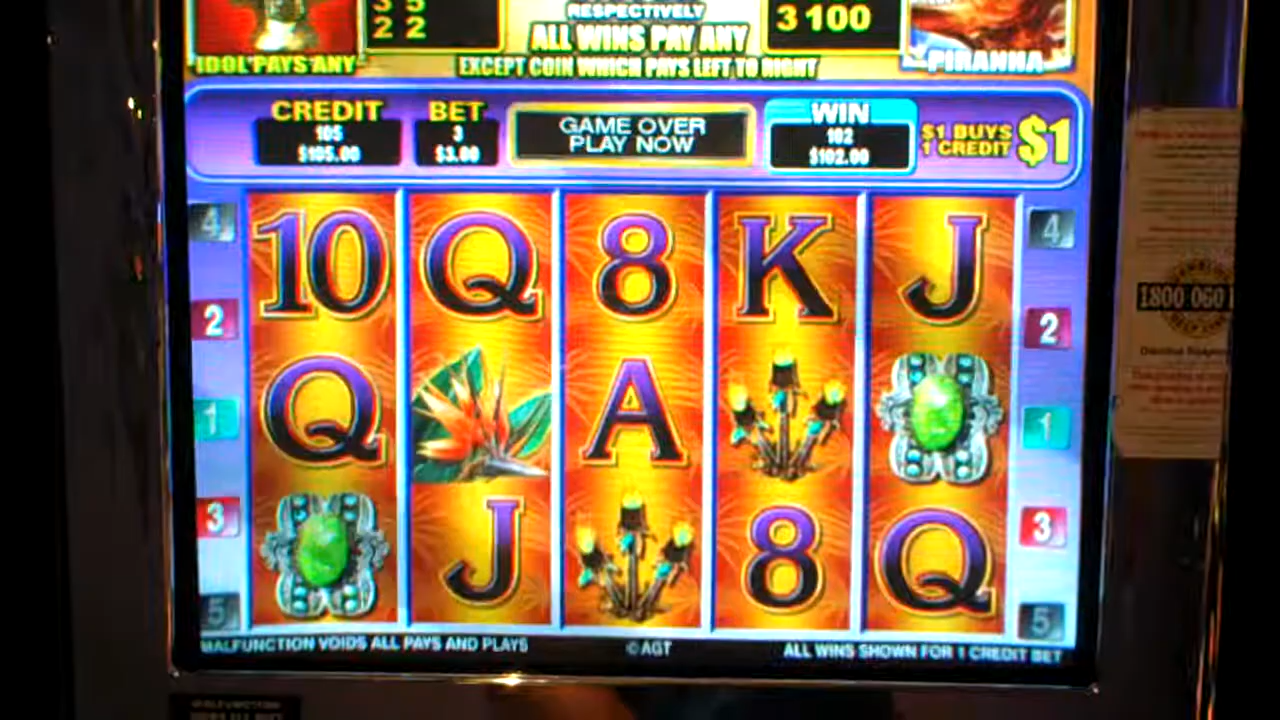 3 5
2 2
RESPECTIVELY
ALL WINS PAY ANY
EXCEPT COIN WHICH PAYS LEFT TO RIGHT
3 100
IDOL PAYS ANY
PIRANHA
CREDIT
105
$105.00
BET
3
$3.00
GAME OVER
PLAY NOW
WIN
102
$102.00
$1 BUYS
1 CREDIT
$1
4 10 Q 8 K J 4
2 2
1 Q A 1
3 J 8 Q 3
5 5
MALFUNCTION VOIDS ALL PAYS AND PLAYS
©AGT
ALL WINS SHOWN FOR 1 CREDIT BET
1800 060
MALFUNCTION